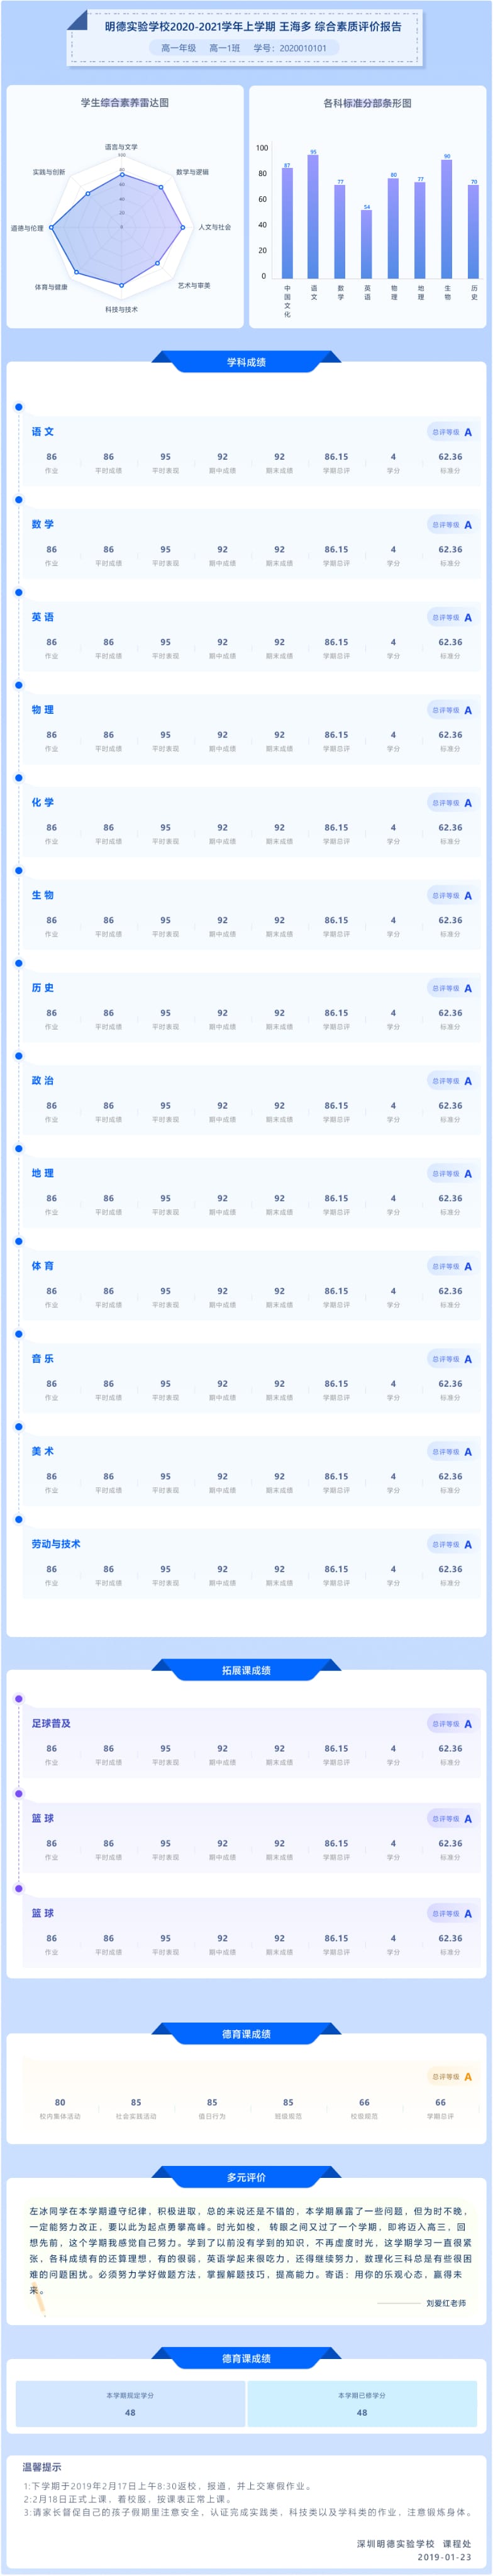 明德实验学校2020-2021学年上学期 王海多 综合素质评价报告
高一年级 高一1班 学号：2020010101
学生综合素养雷达图
语言与文学
数学与逻辑
人文与社会
艺术与审美
科技与技术
体育与健康
道德与伦理
实践与创新
100
80
60
40
20
0
各科标准分部条形图
100
80
60
40
20
0
87 95 77 54 80 77 90 70
中国文化 语文 数学 英语 物理 地理 生物 历史
学科成绩
语文 总评等级 A
86 86 95 92 92 86.15 4 62.36
作业 平时成绩 平时表现 期中成绩 期末成绩 学期总评 学分 标准分
数学 总评等级 A
86 86 95 92 92 86.15 4 62.36
作业 平时成绩 平时表现 期中成绩 期末成绩 学期总评 学分 标准分
英语 总评等级 A
86 86 95 92 92 86.15 4 62.36
作业 平时成绩 平时表现 期中成绩 期末成绩 学期总评 学分 标准分
物理 总评等级 A
86 86 95 92 92 86.15 4 62.36
作业 平时成绩 平时表现 期中成绩 期末成绩 学期总评 学分 标准分
化学 总评等级 A
86 86 95 92 92 86.15 4 62.36
作业 平时成绩 平时表现 期中成绩 期末成绩 学期总评 学分 标准分
生物 总评等级 A
86 86 95 92 92 86.15 4 62.36
作业 平时成绩 平时表现 期中成绩 期末成绩 学期总评 学分 标准分
历史 总评等级 A
86 86 95 92 92 86.15 4 62.36
作业 平时成绩 平时表现 期中成绩 期末成绩 学期总评 学分 标准分
政治 总评等级 A
86 86 95 92 92 86.15 4 62.36
作业 平时成绩 平时表现 期中成绩 期末成绩 学期总评 学分 标准分
地理 总评等级 A
86 86 95 92 92 86.15 4 62.36
作业 平时成绩 平时表现 期中成绩 期末成绩 学期总评 学分 标准分
体育 总评等级 A
86 86 95 92 92 86.15 4 62.36
作业 平时成绩 平时表现 期中成绩 期末成绩 学期总评 学分 标准分
音乐 总评等级 A
86 86 95 92 92 86.15 4 62.36
作业 平时成绩 平时表现 期中成绩 期末成绩 学期总评 学分 标准分
美术 总评等级 A
86 86 95 92 92 86.15 4 62.36
作业 平时成绩 平时表现 期中成绩 期末成绩 学期总评 学分 标准分
劳动与技术 总评等级 A
86 86 95 92 92 86.15 4 62.36
作业 平时成绩 平时表现 期中成绩 期末成绩 学期总评 学分 标准分
拓展课成绩
足球普及 总评等级 A
86 86 95 92 92 86.15 4 62.36
作业 平时成绩 平时表现 期中成绩 期末成绩 学期总评 学分 标准分
篮球 总评等级 A
86 86 95 92 92 86.15 4 62.36
作业 平时成绩 平时表现 期中成绩 期末成绩 学期总评 学分 标准分
篮球 总评等级 A
86 86 95 92 92 86.15 4 62.36
作业 平时成绩 平时表现 期中成绩 期末成绩 学期总评 学分 标准分
德育课成绩
总评等级 A
80 85 85 85 66 66
校内集体活动 社会实践活动 值日行为 班级规范 校级规范 学期总评
多元评价
左冰同学在本学期遵守纪律，积极进取，总的来说还是不错的，本学期暴露了一些问题，但为时不晚，
一定能努力改正，要以此为起点勇攀高峰。时光如梭， 转眼之间又过了一个学期，即将迈入高三，回
想先前，这个学期我感觉自己努力。学到了以前没有学到的知识，不再虚度时光，这学期学习一直很紧
张，各科成绩有的还算理想，有的很弱，英语学起来很吃力，还得继续努力，数理化三科总是有些很困
难的问题困扰。必须努力学好做题方法，掌握解题技巧，提高能力。寄语：用你的乐观心态，赢得未
来。
刘爱红老师
德育课成绩
本学期规定学分 本学期已修学分
48 48
温馨提示
1:下学期于2019年2月17日上午8:30返校，报道，并上交寒假作业。
2:2月18日正式上课，着校服，按课表正常上课。
3:请家长督促自己的孩子假期里注意安全，认证完成实践类，科技类以及学科类的作业，注意锻炼身体。
深圳明德实验学校 课程处
2019-01-23